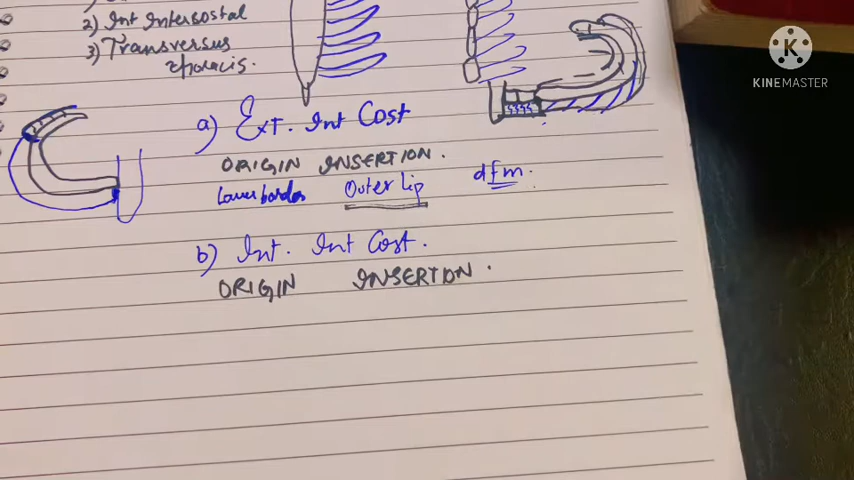 2) Int Intersostal
3) Transversus
thoracis.
a) Ext. Int Cost
ORIGIN INSERTION.
Lower border Outer lip dfm.
b) Int. Int Cost.
ORIGIN INSERTION.
K
KINEMASTER